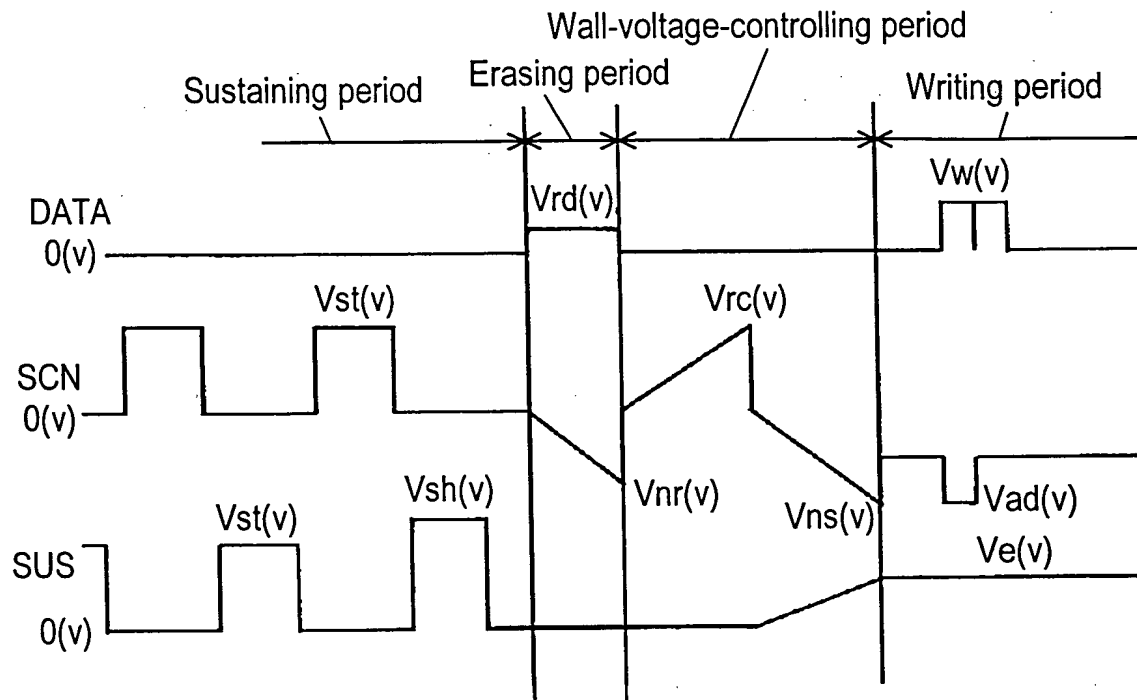 Wall-voltage-controlling period
Erasing period
Sustaining period
Writing period
Vrd(v)
Vw(v)
DATA
0(v)
Vst(v)
Vrc(v)
SCN
0(v)
Vsh(v)
Vnr(v)
Vns(v)
Vad(v)
Vst(v)
SUS
Ve(v)
0(v)